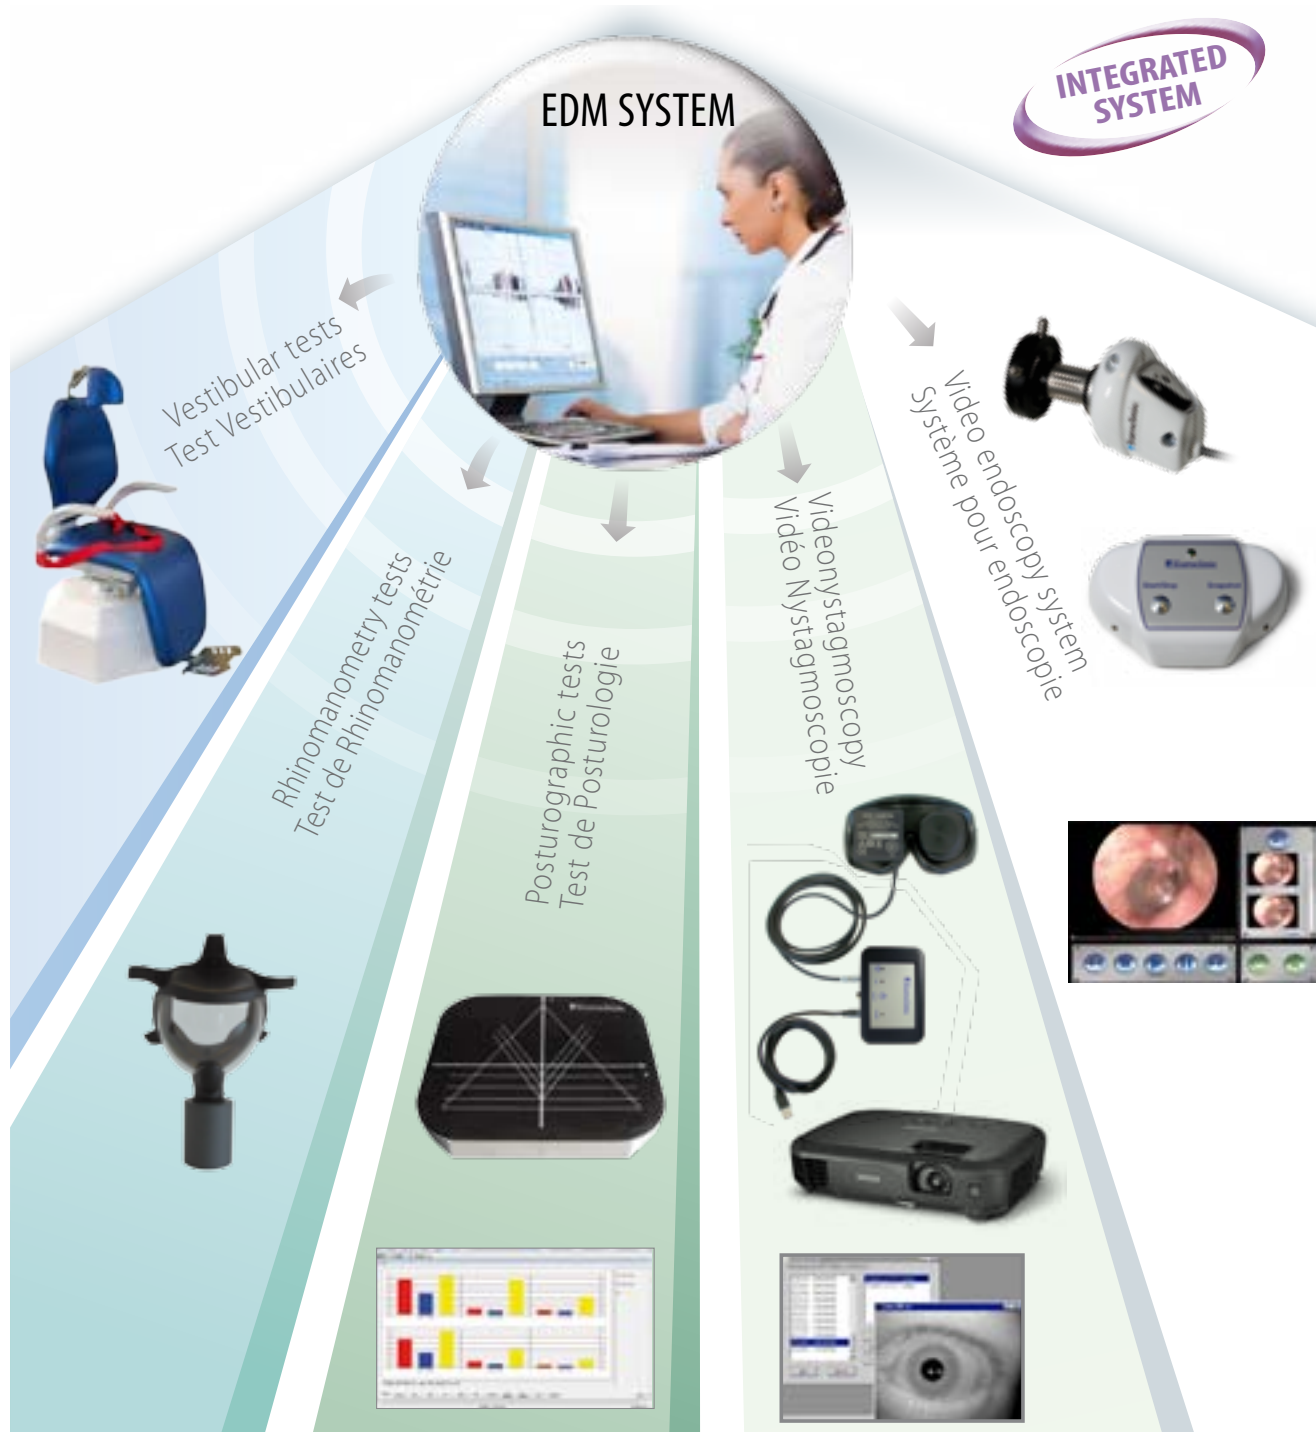 INTEGRATED
SYSTEM
EDM SYSTEM
Vestibular tests
Test Vestibulaires
Rhinomanometry tests
Test de Rhinomanométrie
Posturographic tests
Test de Posturologie
Videonystagmoscopy
Vidéo Nystagmoscopie
Video endoscopy system
Système pour endoscopie